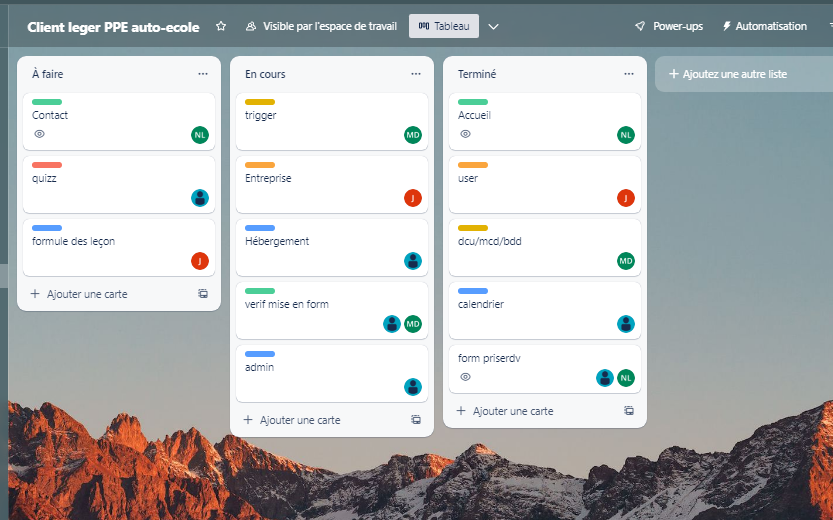 Client leger PPE auto-ecole
Visible par l'espace de travail
Tableau
Power-ups
Automatisation
À faire
Contact
NL
quizz
formule des leçon
J
Ajouter une carte
En cours
trigger
MD
Entreprise
J
Hébergement
verif mise en form
MD
admin
Ajouter une carte
Terminé
Accueil
NL
user
J
dcu/mcd/bdd
MD
calendrier
form priserdv
NL
Ajouter une carte
Ajoutez une autre liste